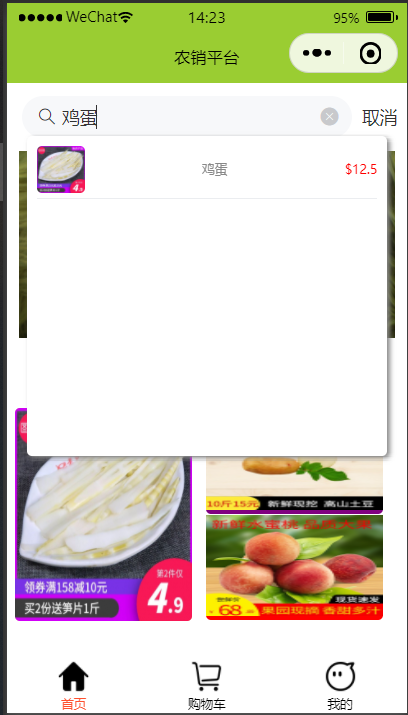 WeChat 14:23 95%
农销平台
鸡蛋 取消
鸡蛋 $12.5
4.9
领券满158减10元
买2份送笋片1斤
第2件仅
4.9
10斤15元 新鲜现挖 高山土豆
新鲜水蜜桃 品质大果
现货速发
68 果园现摘 香甜多汁
首页 购物车 我的